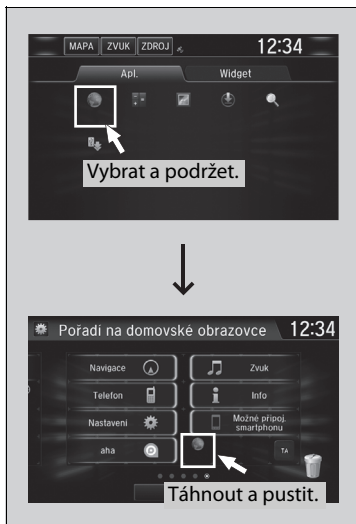 MAPA ZVUK ZDROJ 12:34
Apl. Widget
Vybrat a podržet.
Pořadí na domovské obrazovce 12:34
Navigace Zvuk
Telefon Info
Nastavení Možné připoj.
smartphonu
aha TA
Táhnout a pustit.